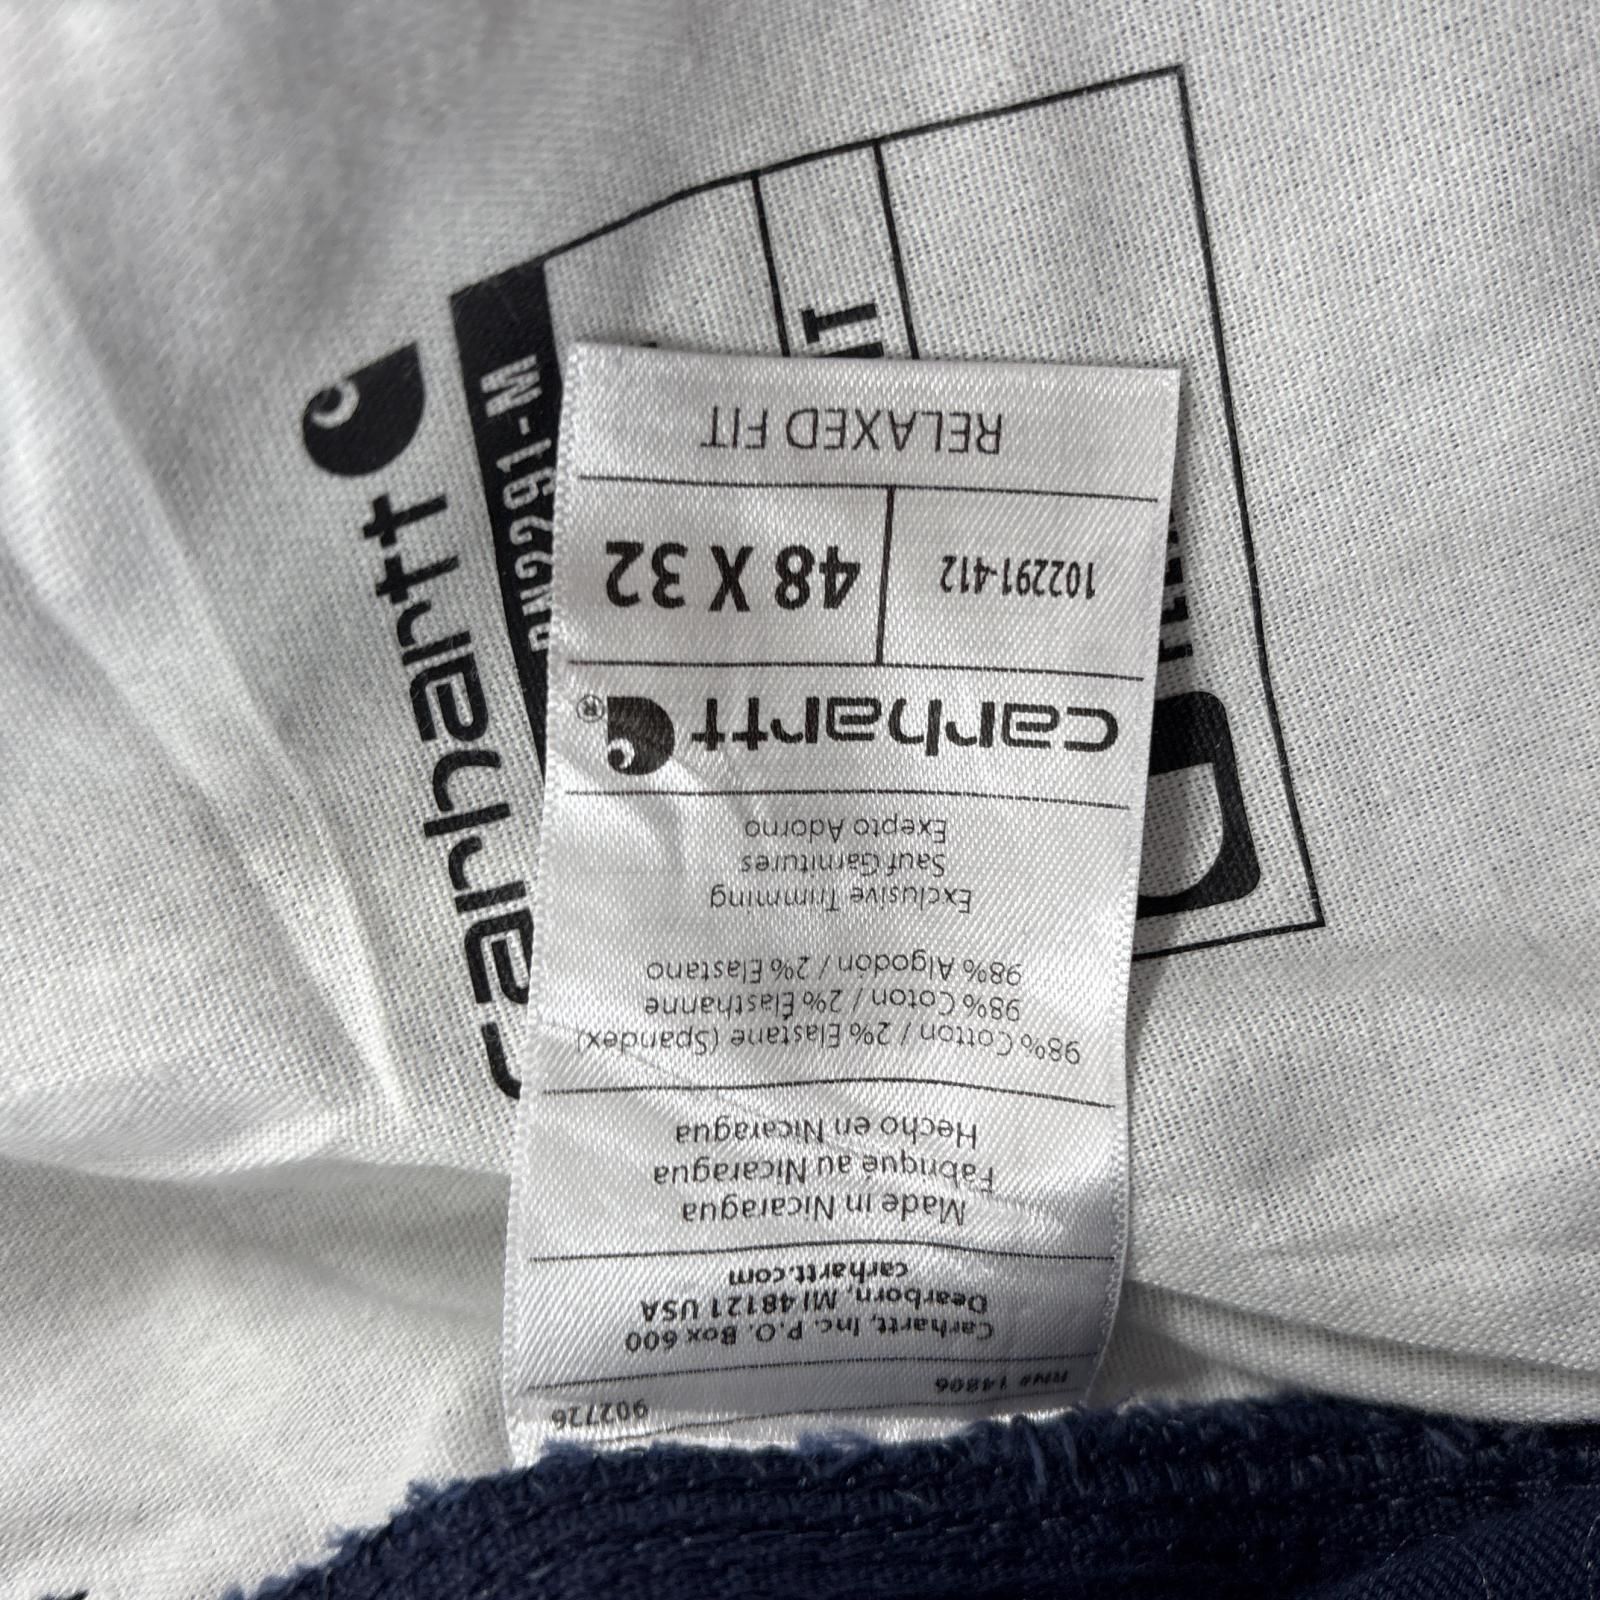 902726
RN# 14806
Carhartt, Inc. P.O. Box 600
Dearborn, MI 48121 USA
carhartt.com
Made in Nicaragua
Fabriqué au Nicaragua
Hecho en Nicaragua
98% Cotton / 2% Elastane (Spandex)
98% Coton / 2% Élasthanne
98% Algodón / 2% Elastano
Exclusive Trimming
Sauf Garnitures
Exepto Adorno
carhartt ®
102291-412 48 X 32
RELAXED FIT
carhartt
RN2291-M